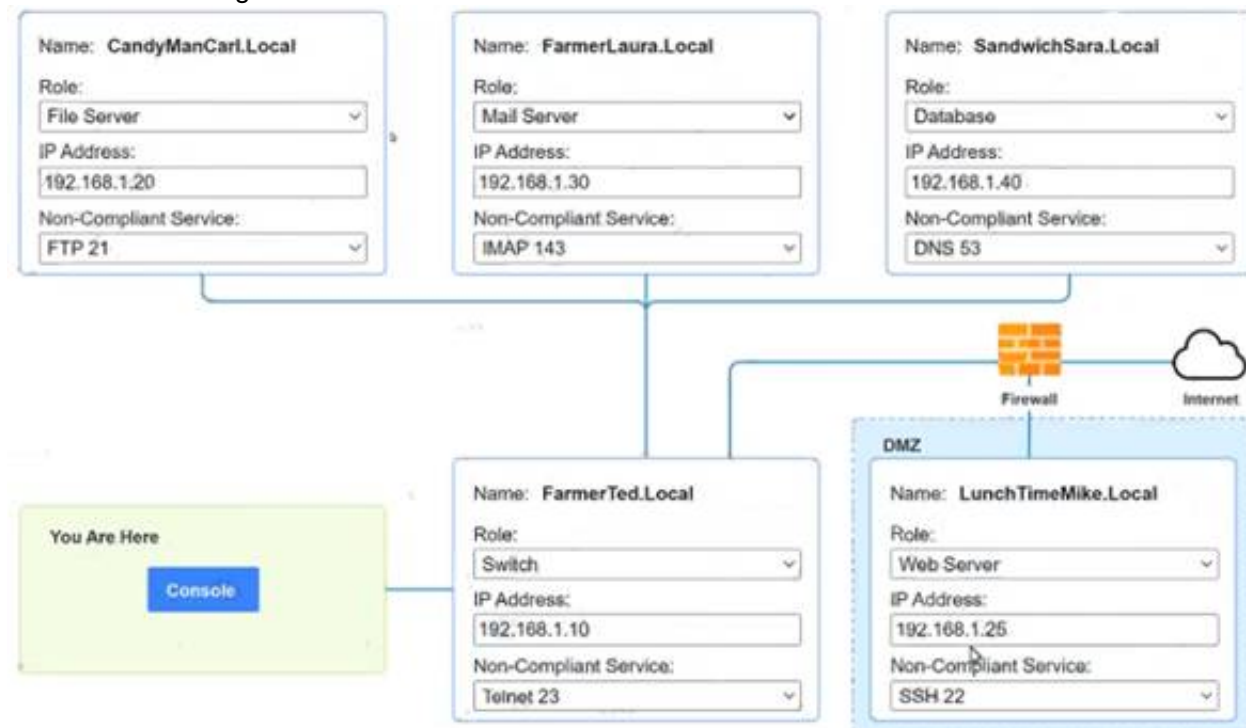 Name: CandyManCarl.Local
Role:
File Server
IP Address:
192.168.1.20
Non-Compliant Service:
FTP 21
Name: FarmerLaura.Local
Role:
Mail Server
IP Address:
192.168.1.30
Non-Compliant Service:
IMAP 143
Name: SandwichSara.Local
Role:
Database
IP Address:
192.168.1.40
Non-Compliant Service:
DNS 53
Firewall
Internet
You Are Here
Console
Name: FarmerTed.Local
Role:
Switch
IP Address:
192.168.1.10
Non-Compliant Service:
Telnet 23
DMZ
Name: LunchTimeMike.Local
Role:
Web Server
IP Address:
192.168.1.25
Non-Compliant Service:
SSH 22